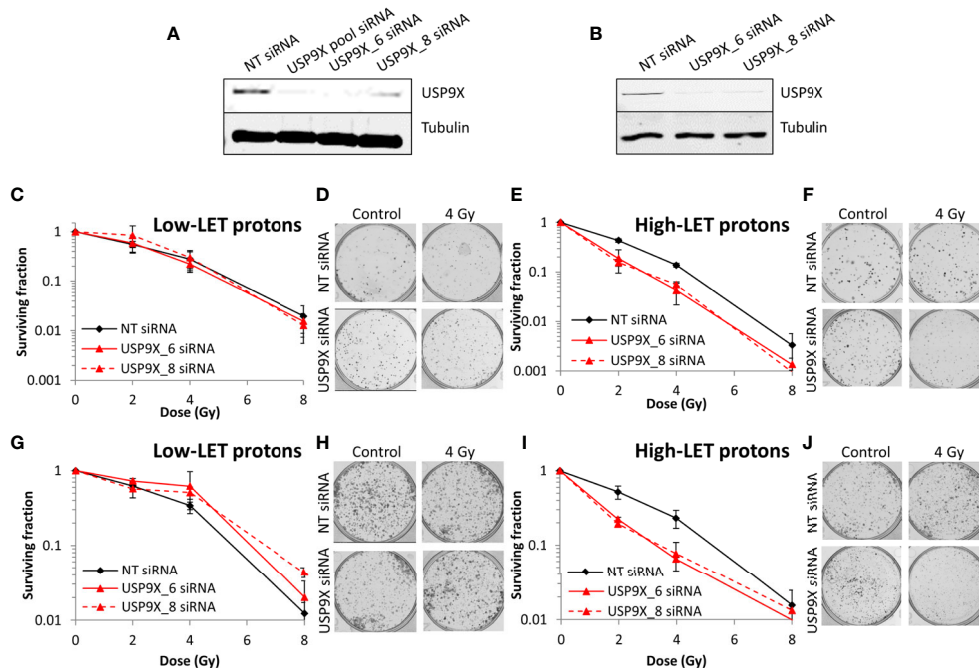 A
NT siRNA
USP9X pool siRNA
USP9X_6 siRNA
USP9X_8 siRNA
USP9X
Tubulin
B
NT siRNA
USP9X_6 siRNA
USP9X_8 siRNA
USP9X
Tubulin
C
Low-LET protons
Surviving fraction
1
0.1
0.01
0.001
0
2
4
6
8
Dose (Gy)
NT siRNA
USP9X_6 siRNA
USP9X_8 siRNA
D
Control
4 Gy
NT siRNA
USP9X siRNA
E
High-LET protons
Surviving fraction
1
0.1
0.01
0.001
0
2
4
6
8
Dose (Gy)
NT siRNA
USP9X_6 siRNA
USP9X_8 siRNA
F
Control
4 Gy
NT siRNA
USP9X siRNA
G
Low-LET protons
Surviving fraction
1
0.1
0.01
0
2
4
6
8
Dose (Gy)
NT siRNA
USP9X_6 siRNA
USP9X_8 siRNA
H
Control
4 Gy
NT siRNA
USP9X siRNA
I
High-LET protons
Surviving fraction
1
0.1
0.01
0
2
4
6
8
Dose (Gy)
NT siRNA
USP9X_6 siRNA
USP9X_8 siRNA
J
Control
4 Gy
NT siRNA
USP9X siRNA